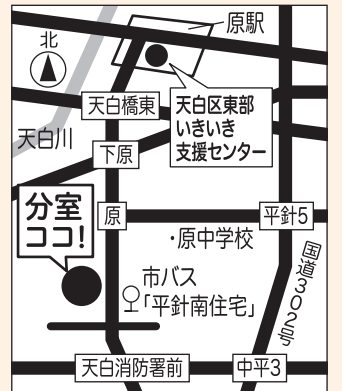 原駅
北
天白区東部
いきいき
支援センター
天白橋東
天白川
下原
分室
ココ!
原
平針5
・原中学校
国道302号
市バス
「平針南住宅」
天白消防署前
中平3